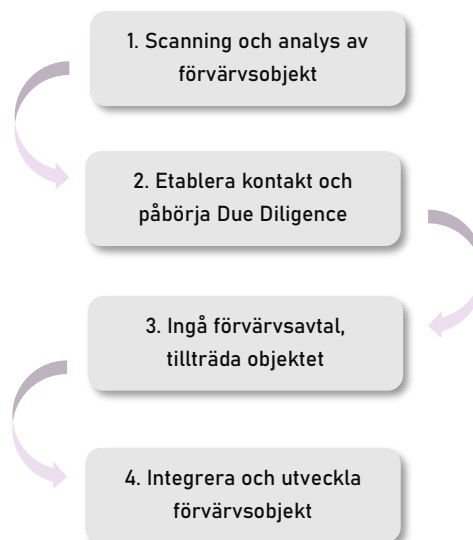 1. Scanning och analys av
förvärvsobjekt
2. Etablera kontakt och
påbörja Due Diligence
3. Ingå förvärvsavtal,
tillträda objektet
4. Integrera och utveckla
förvärvsobjekt